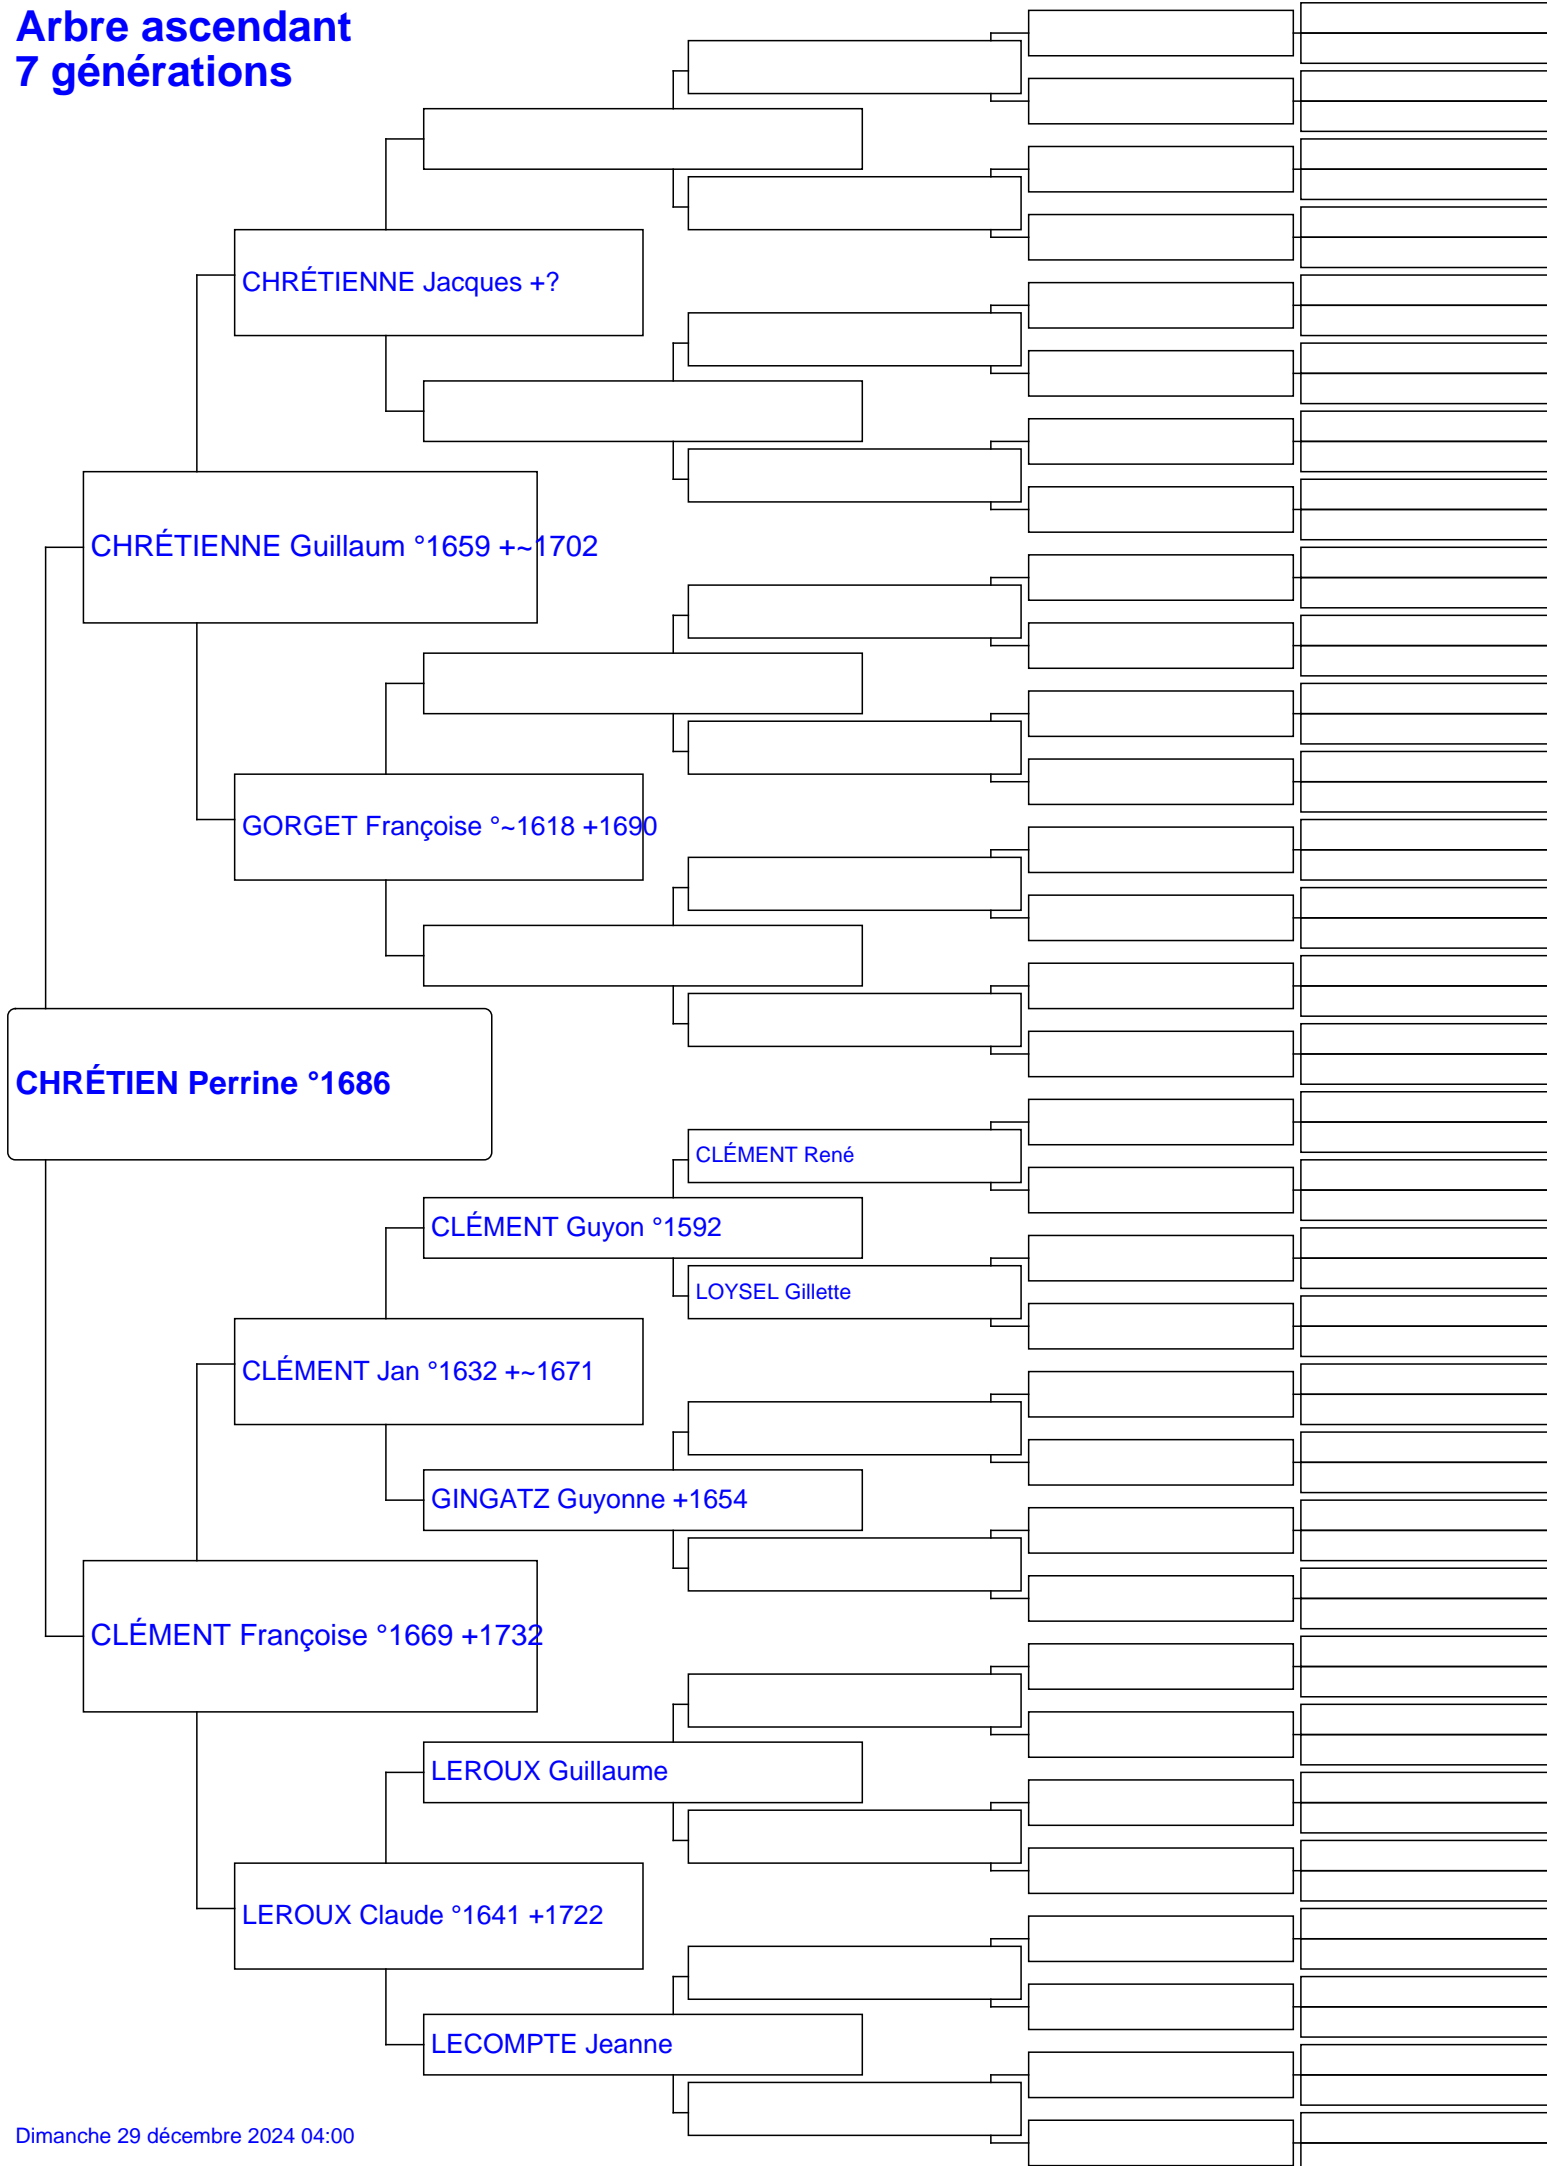 Arbre ascendant
7 générations
CHRÉTIENNE Jacques +?
CHRÉTIENNE Guillaum °1659 +~1702
GORGET Françoise °~1618 +1690
CHRÉTIEN Perrine °1686
CLÉMENT René
CLÉMENT Guyon °1592
LOYSEL Gillette
CLÉMENT Jan °1632 +~1671
GINGATZ Guyonne +1654
CLÉMENT Françoise °1669 +1732
LEROUX Guillaume
LEROUX Claude °1641 +1722
LECOMPTE Jeanne
Dimanche 29 décembre 2024 04:00